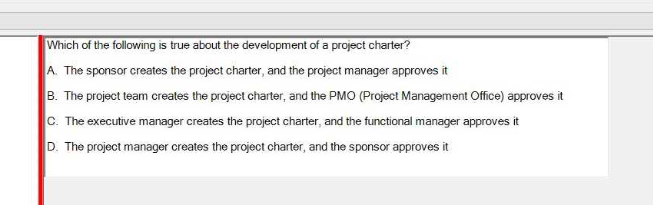 Which of the following is true about the development of a project charter?
A. The sponsor creates the project charter, and the project manager approves it
B. The project team creates the project charter, and the PMO (Project Management Office) approves it
C. The executive manager creates the project charter, and the functional manager approves it
D. The project manager creates the project charter, and the sponsor approves it